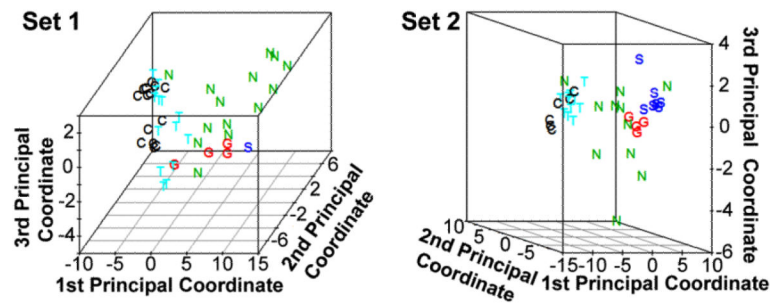 Set 1
Set 2
3rd Principal
Coordinate
2
0
-2
-4
-10 -5 0 5 10 15
1st Principal Coordinate
6
2
-2
-6
2nd Principal
Coordinate
C C C C C C C C C C C
T T T T T T T T T T
N N N N N N N N N N N N N
G G G G
S
10 5 0 -5
2nd Principal
Coordinate
-15 -10 -5 0 5 10
1st Principal Coordinate
4
2
0
-2
-4
-6
3rd Principal Coordinate
C C C C C C
T T T T T
N N N N N N N N N N
G G G G
S S S S S S